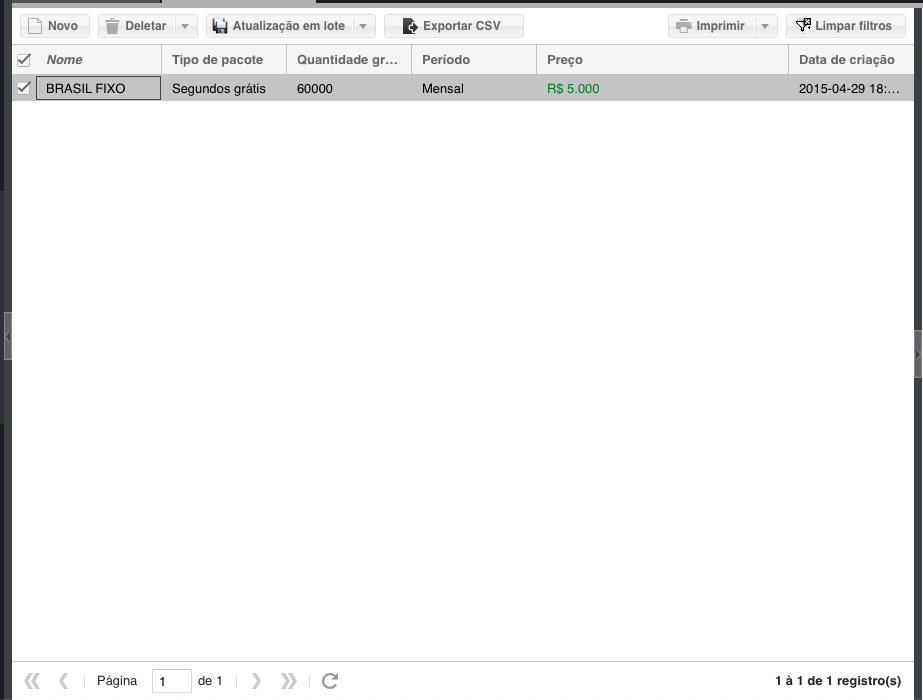 Novo Deletar Atualização em lote Exportar CSV Imprimir Limpar filtros
Nome Tipo de pacote Quantidade gr... Período Preço Data de criação
BRASIL FIXO Segundos grátis 60000 Mensal R$ 5.000 2015-04-29 18:...
Página 1 de 1 1 à 1 de 1 registro(s)